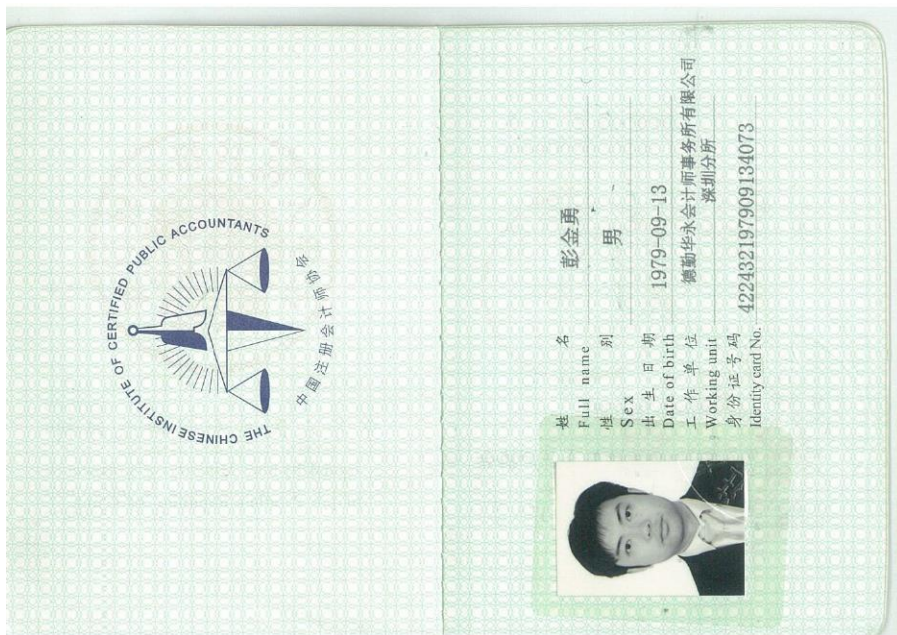 THE CHINESE INSTITUTE OF CERTIFIED PUBLIC ACCOUNTANTS
中国注册会计师协会
姓 名 彭金勇
Full name
性 别 男
Sex
出生日期 1979-09-13
Date of birth
工作单位 德勤华永会计师事务所有限公司
Working unit 深圳分所
身份证号码 422432197909134073
Identity card No.